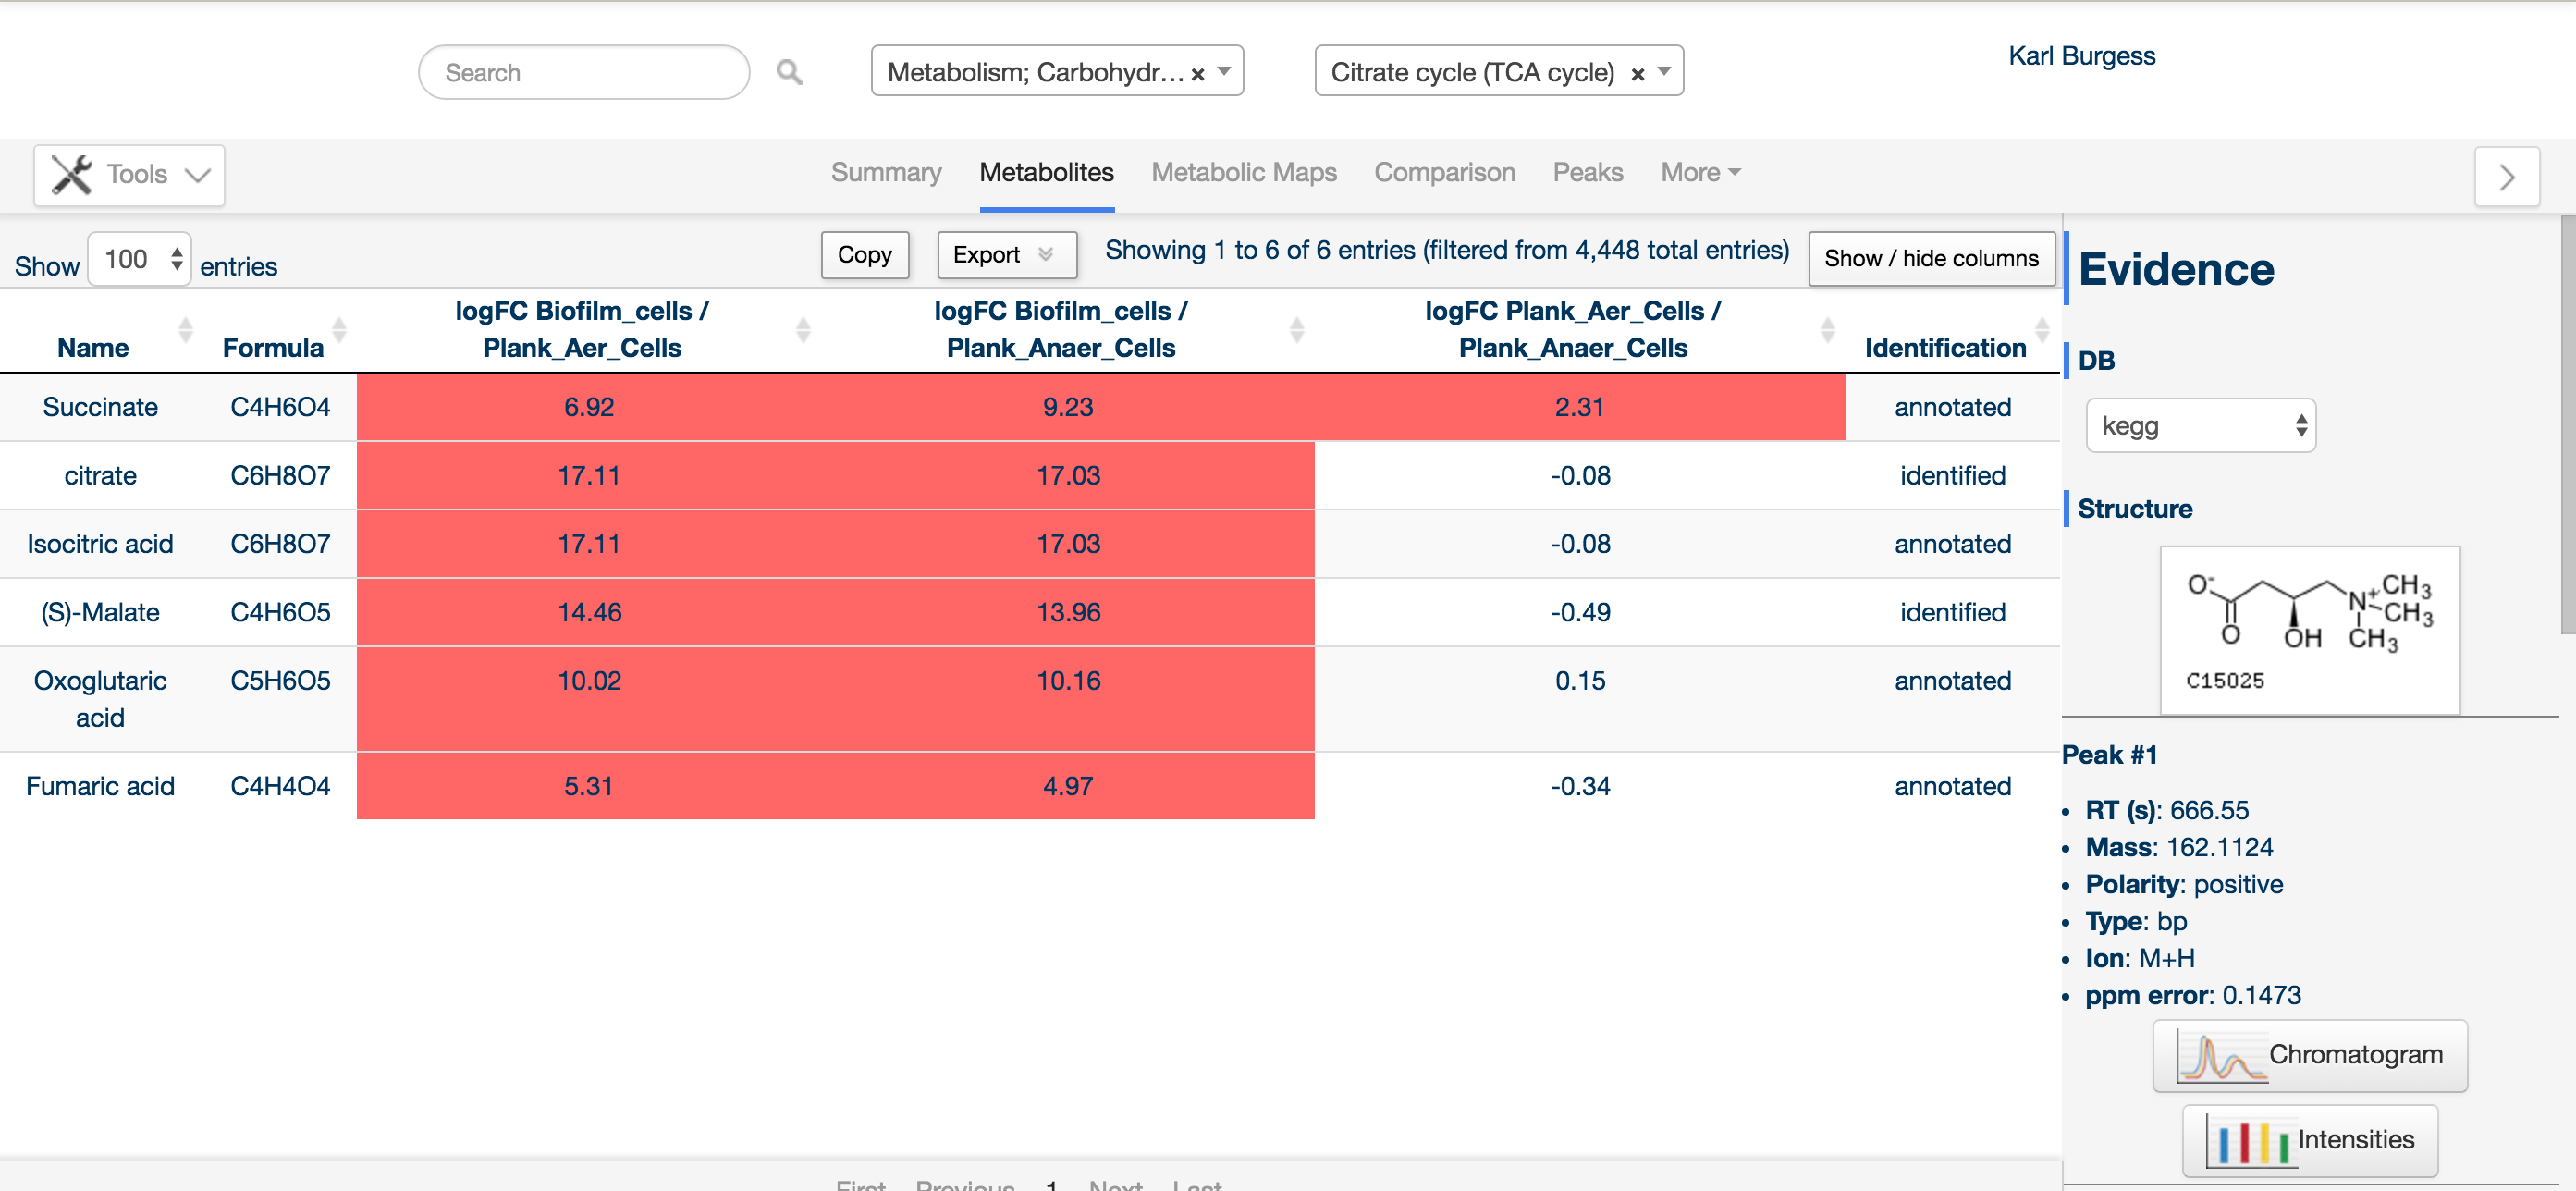 Search
Metabolism; Carbohydr... ×
Citrate cycle (TCA cycle) ×
Karl Burgess
Tools
Summary Metabolites Metabolic Maps Comparison Peaks More
Show 100 entries
Copy
Export
Showing 1 to 6 of 6 entries (filtered from 4,448 total entries)
Show / hide columns
Name Formula logFC Biofilm_cells / Plank_Aer_Cells logFC Biofilm_cells / Plank_Anaer_Cells logFC Plank_Aer_Cells / Plank_Anaer_Cells Identification
Succinate C4H6O4 6.92 9.23 2.31 annotated
citrate C6H8O7 17.11 17.03 -0.08 identified
Isocitric acid C6H8O7 17.11 17.03 -0.08 annotated
(S)-Malate C4H6O5 14.46 13.96 -0.49 identified
Oxoglutaric acid C5H6O5 10.02 10.16 0.15 annotated
Fumaric acid C4H4O4 5.31 4.97 -0.34 annotated
First Previous 1 Next Last
Evidence
DB
kegg
Structure
O- O OH N+ CH3 CH3 CH3
C15025
Peak #1
RT (s): 666.55
Mass: 162.1124
Polarity: positive
Type: bp
Ion: M+H
ppm error: 0.1473
Chromatogram
Intensities